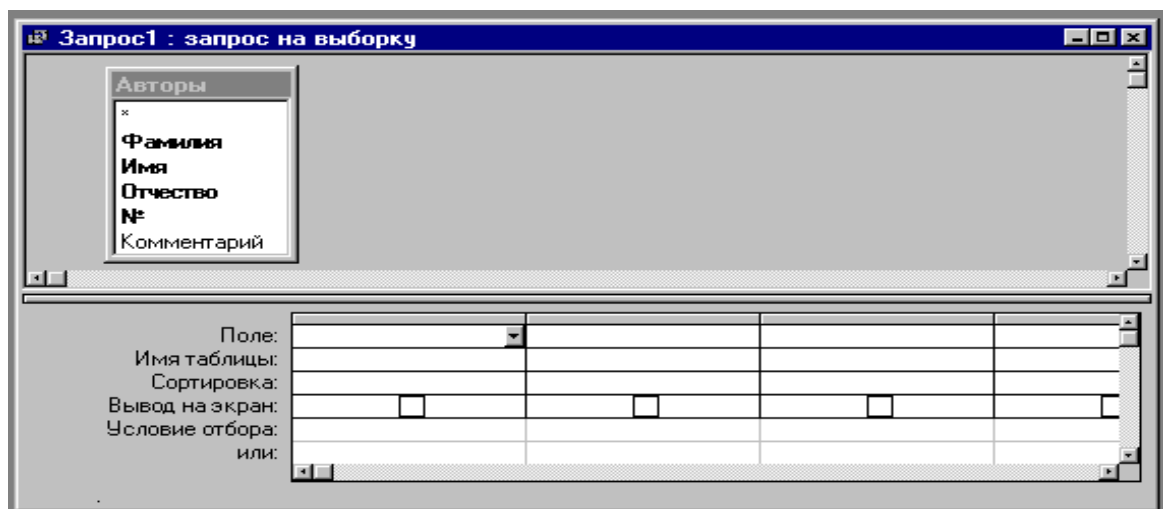 Запрос1 : запрос на выборку
Авторы
*
Фамилия
Имя
Отчество
№
Комментарий
Поле:
Имя таблицы:
Сортировка:
Вывод на экран:
Условие отбора:
или: